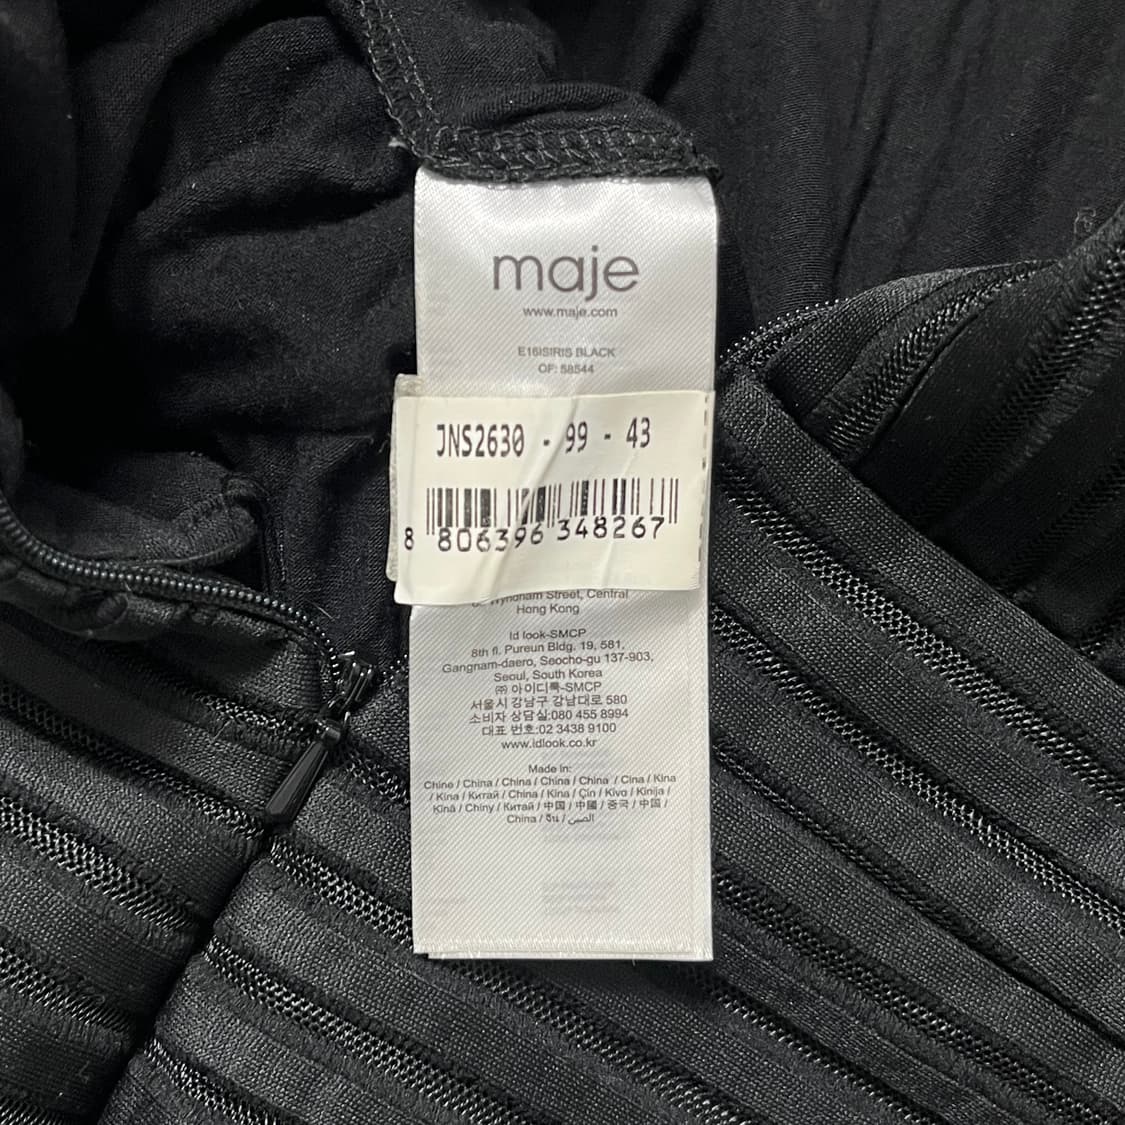 maje
www.maje.com
E16ISIRIS BLACK
OF: 58544
JNS2630 - 99 - 43
8 806396 348267
Wyndham Street, Central
Hong Kong
Id look-SMCP
8th fl. Pureun Bldg. 19, 581,
Gangnam-daero, Seocho-gu 137-903,
Seoul, South Korea
㈜ 아이디룩-SMCP
서울시 강남구 강남대로 580
소비자 상담실:080 455 8994
대표 번호:02 3438 9100
www.idlook.co.kr
Made in:
Chine / China / China / China / China / Cina / Kina
/ Kina / Китай / China / Kina / Çin / Kivo / Kinija /
Kīnā / Chiny / Китай / 中国 / 中國 / 중국 / 中国 /
China / จีน / الصين